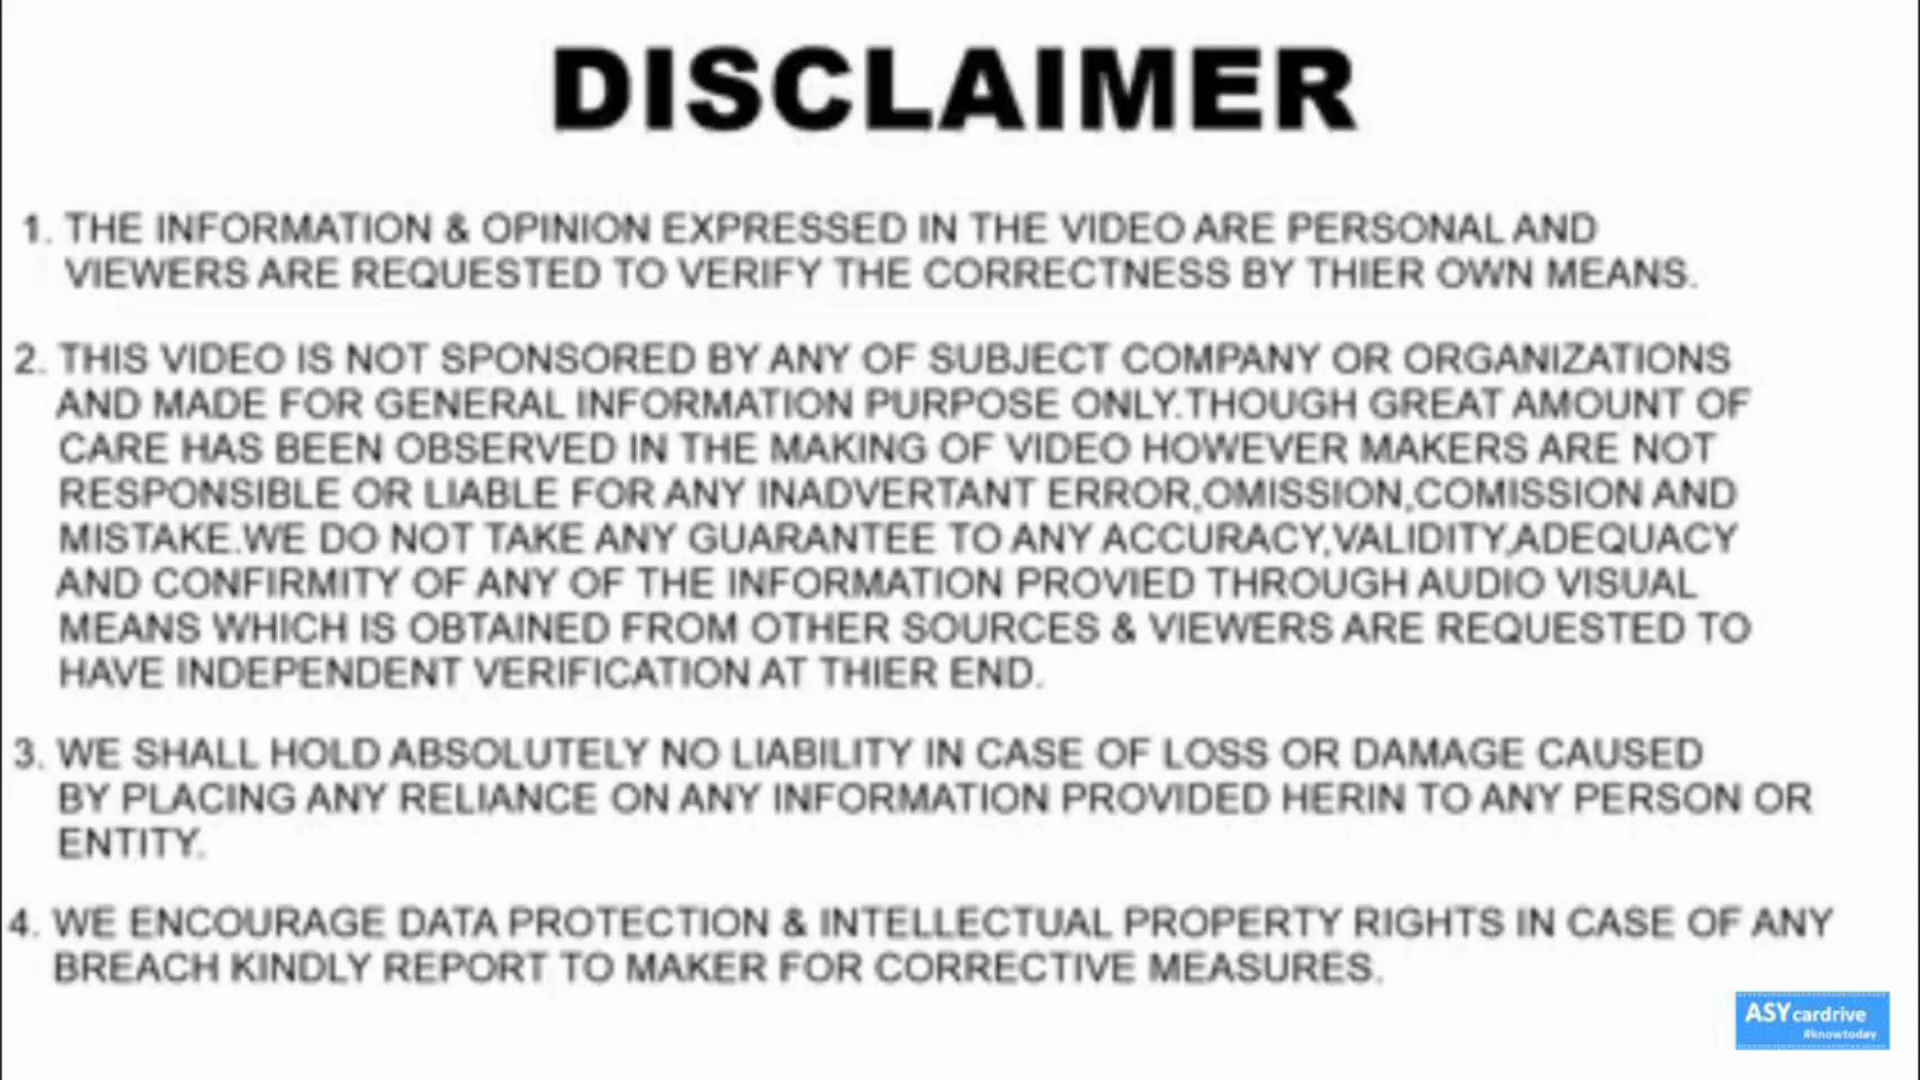 DISCLAIMER
1. THE INFORMATION & OPINION EXPRESSED IN THE VIDEO ARE PERSONAL AND
VIEWERS ARE REQUESTED TO VERIFY THE CORRECTNESS BY THIER OWN MEANS.
2. THIS VIDEO IS NOT SPONSORED BY ANY OF SUBJECT COMPANY OR ORGANIZATIONS
AND MADE FOR GENERAL INFORMATION PURPOSE ONLY.THOUGH GREAT AMOUNT OF
CARE HAS BEEN OBSERVED IN THE MAKING OF VIDEO HOWEVER MAKERS ARE NOT
RESPONSIBLE OR LIABLE FOR ANY INADVERTANT ERROR,OMISSION,COMISSION AND
MISTAKE.WE DO NOT TAKE ANY GUARANTEE TO ANY ACCURACY,VALIDITY,ADEQUACY
AND CONFIRMITY OF ANY OF THE INFORMATION PROVIED THROUGH AUDIO VISUAL
MEANS WHICH IS OBTAINED FROM OTHER SOURCES & VIEWERS ARE REQUESTED TO
HAVE INDEPENDENT VERIFICATION AT THIER END.
3. WE SHALL HOLD ABSOLUTELY NO LIABILITY IN CASE OF LOSS OR DAMAGE CAUSED
BY PLACING ANY RELIANCE ON ANY INFORMATION PROVIDED HERIN TO ANY PERSON OR
ENTITY.
4. WE ENCOURAGE DATA PROTECTION & INTELLECTUAL PROPERTY RIGHTS IN CASE OF ANY
BREACH KINDLY REPORT TO MAKER FOR CORRECTIVE MEASURES.
ASYcardrive
#knowtoday